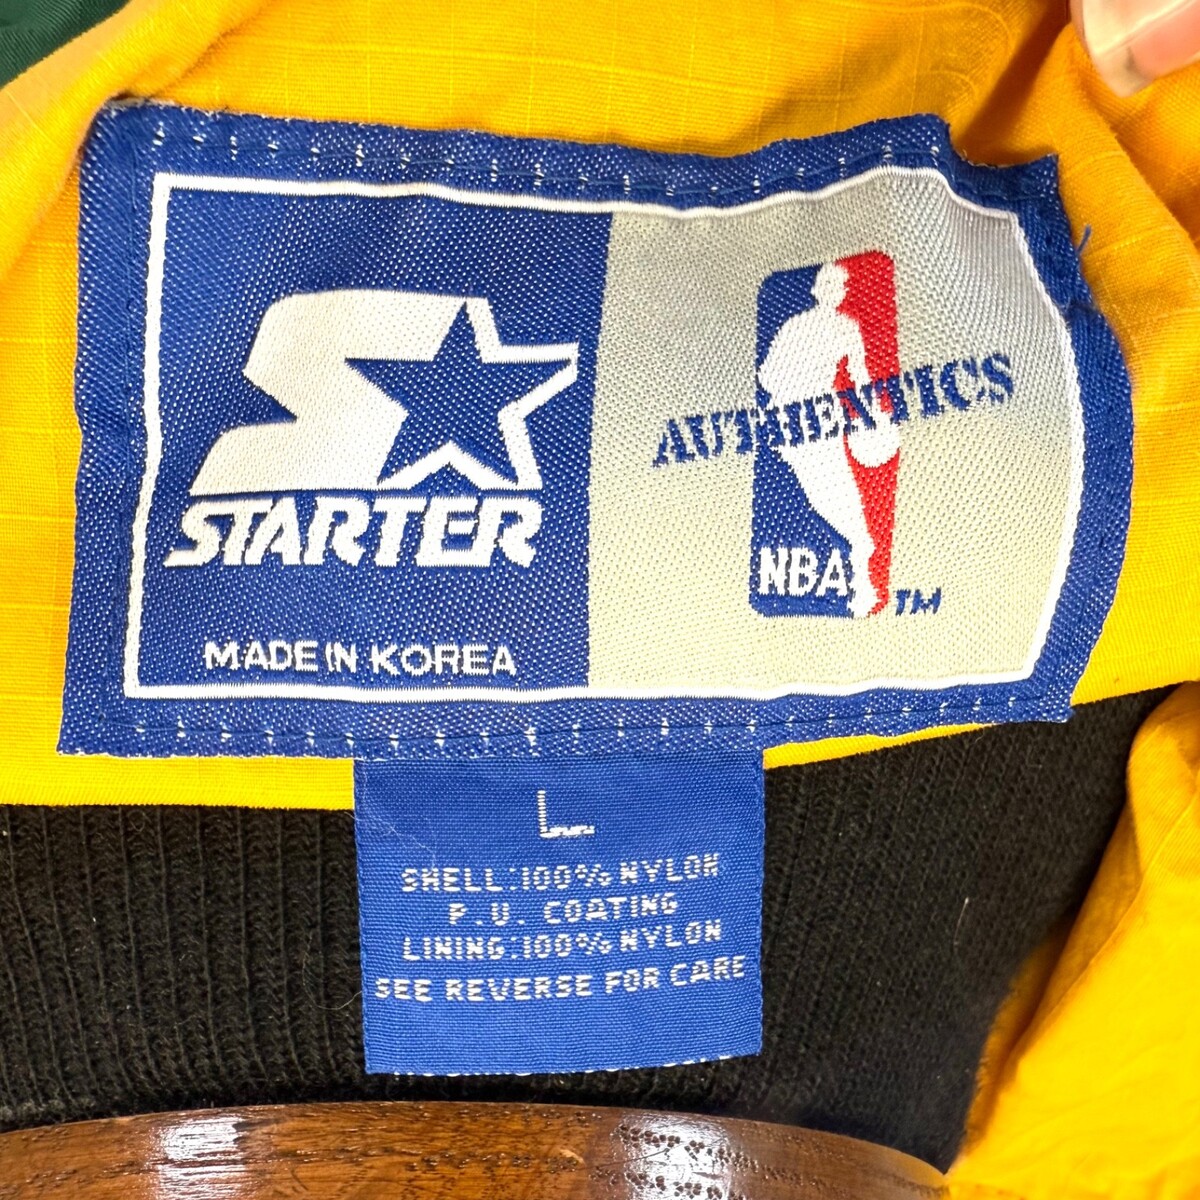 STARTER
MADE IN KOREA
AUTHENTICS
NBA
TM
L
SHELL:100% NYLON
P.U. COATING
LINING:100% NYLON
SEE REVERSE FOR CARE